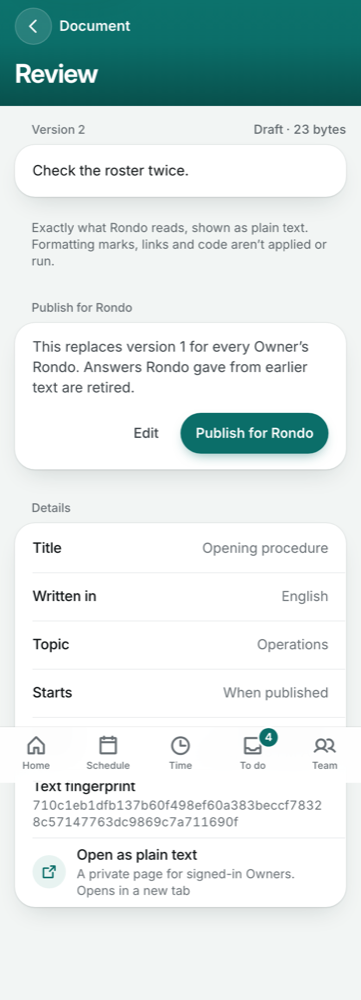 Document
Review
Version 2
Draft · 23 bytes
Check the roster twice.
Exactly what Rondo reads, shown as plain text.
Formatting marks, links and code aren’t applied or
run.
Publish for Rondo
This replaces version 1 for every Owner’s
Rondo. Answers Rondo gave from earlier
text are retired.
Edit
Publish for Rondo
Details
Title
Opening procedure
Written in
English
Topic
Operations
Starts
When published
4
Home
Schedule
Time
To do
Team
Text fingerprint
710c1eb1dfb137b60f498ef60a383beccf7832
8c57147763dc9869c7a711690f
Open as plain text
A private page for signed-in Owners.
Opens in a new tab